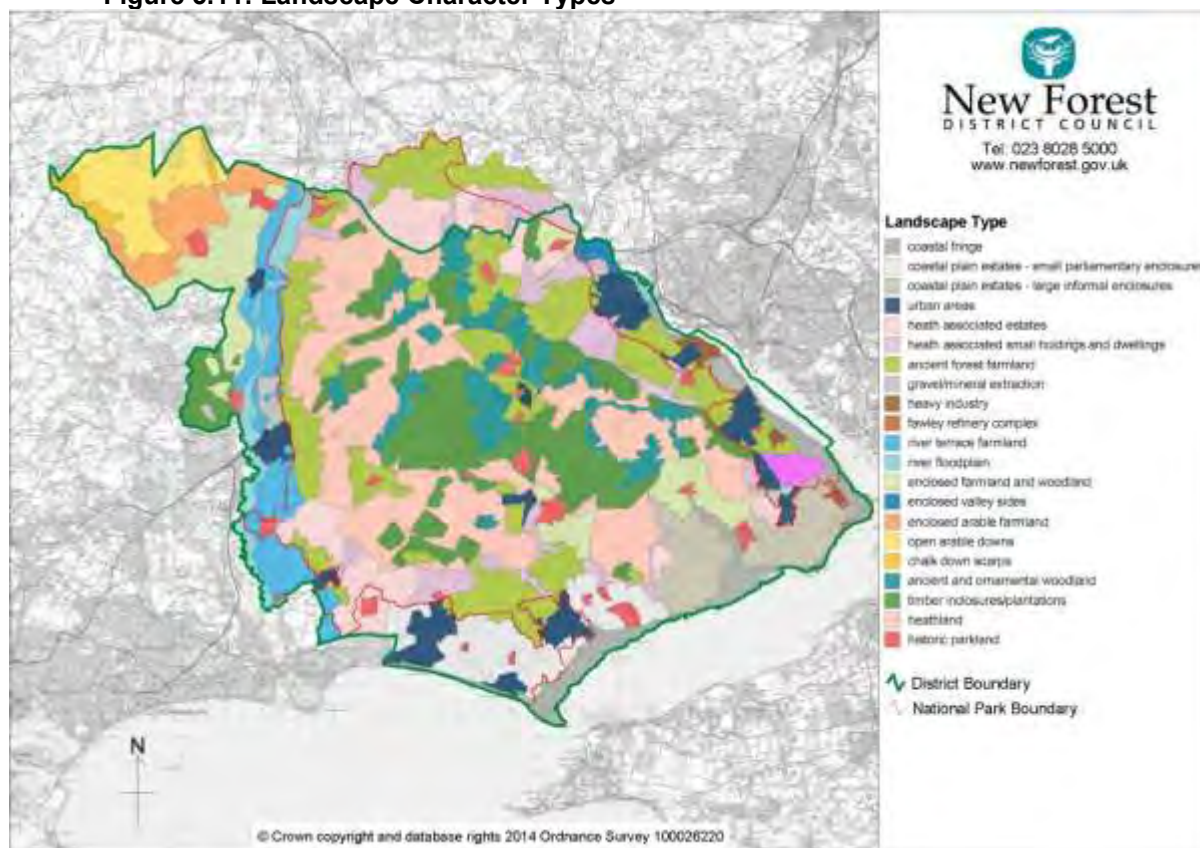 Figure 3.11: Landscape Character Types
New Forest
DISTRICT COUNCIL
Tel: 023 8028 5000
www.newforest.gov.uk
Landscape Type
coastal fringe
coastal plain estates - small parliamentary enclosures
coastal plain estates - large informal enclosures
urban areas
heath associated estates
heath associated small holdings and dwellings
ancient forest farmland
gravel/mineral extraction
heavy industry
fawley refinery complex
river terrace farmland
river floodplain
enclosed farmland and woodland
enclosed valley sides
enclosed arable farmland
open arable downs
chalk down scarps
ancient and ornamental woodland
timber inclosures/plantations
heathland
historic parkland
District Boundary
National Park Boundary
N
© Crown copyright and database rights 2014 Ordnance Survey 100026220